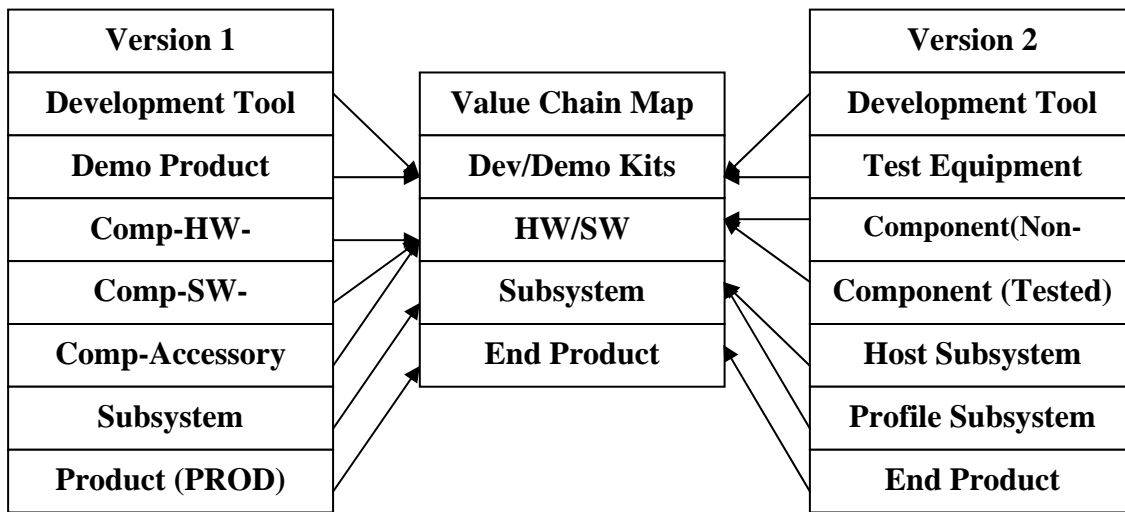 Version 1
Development Tool
Demo Product
Comp-HW-
Comp-SW-
Comp-Accessory
Subsystem
Product (PROD)
Value Chain Map
Dev/Demo Kits
HW/SW
Subsystem
End Product
Version 2
Development Tool
Test Equipment
Component(Non-
Component (Tested)
Host Subsystem
Profile Subsystem
End Product